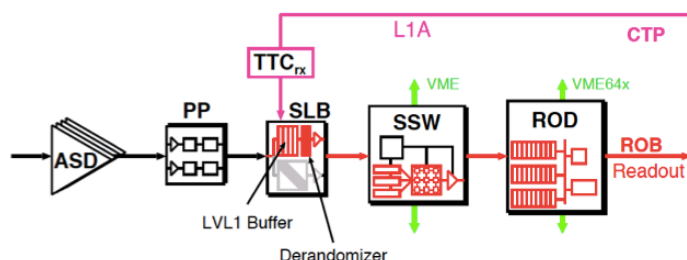 L1A
CTP
TTCrx
VME
VME64x
PP
SLB
SSW
ROD
ASD
ROB
Readout
LVL1 Buffer
Derandomizer